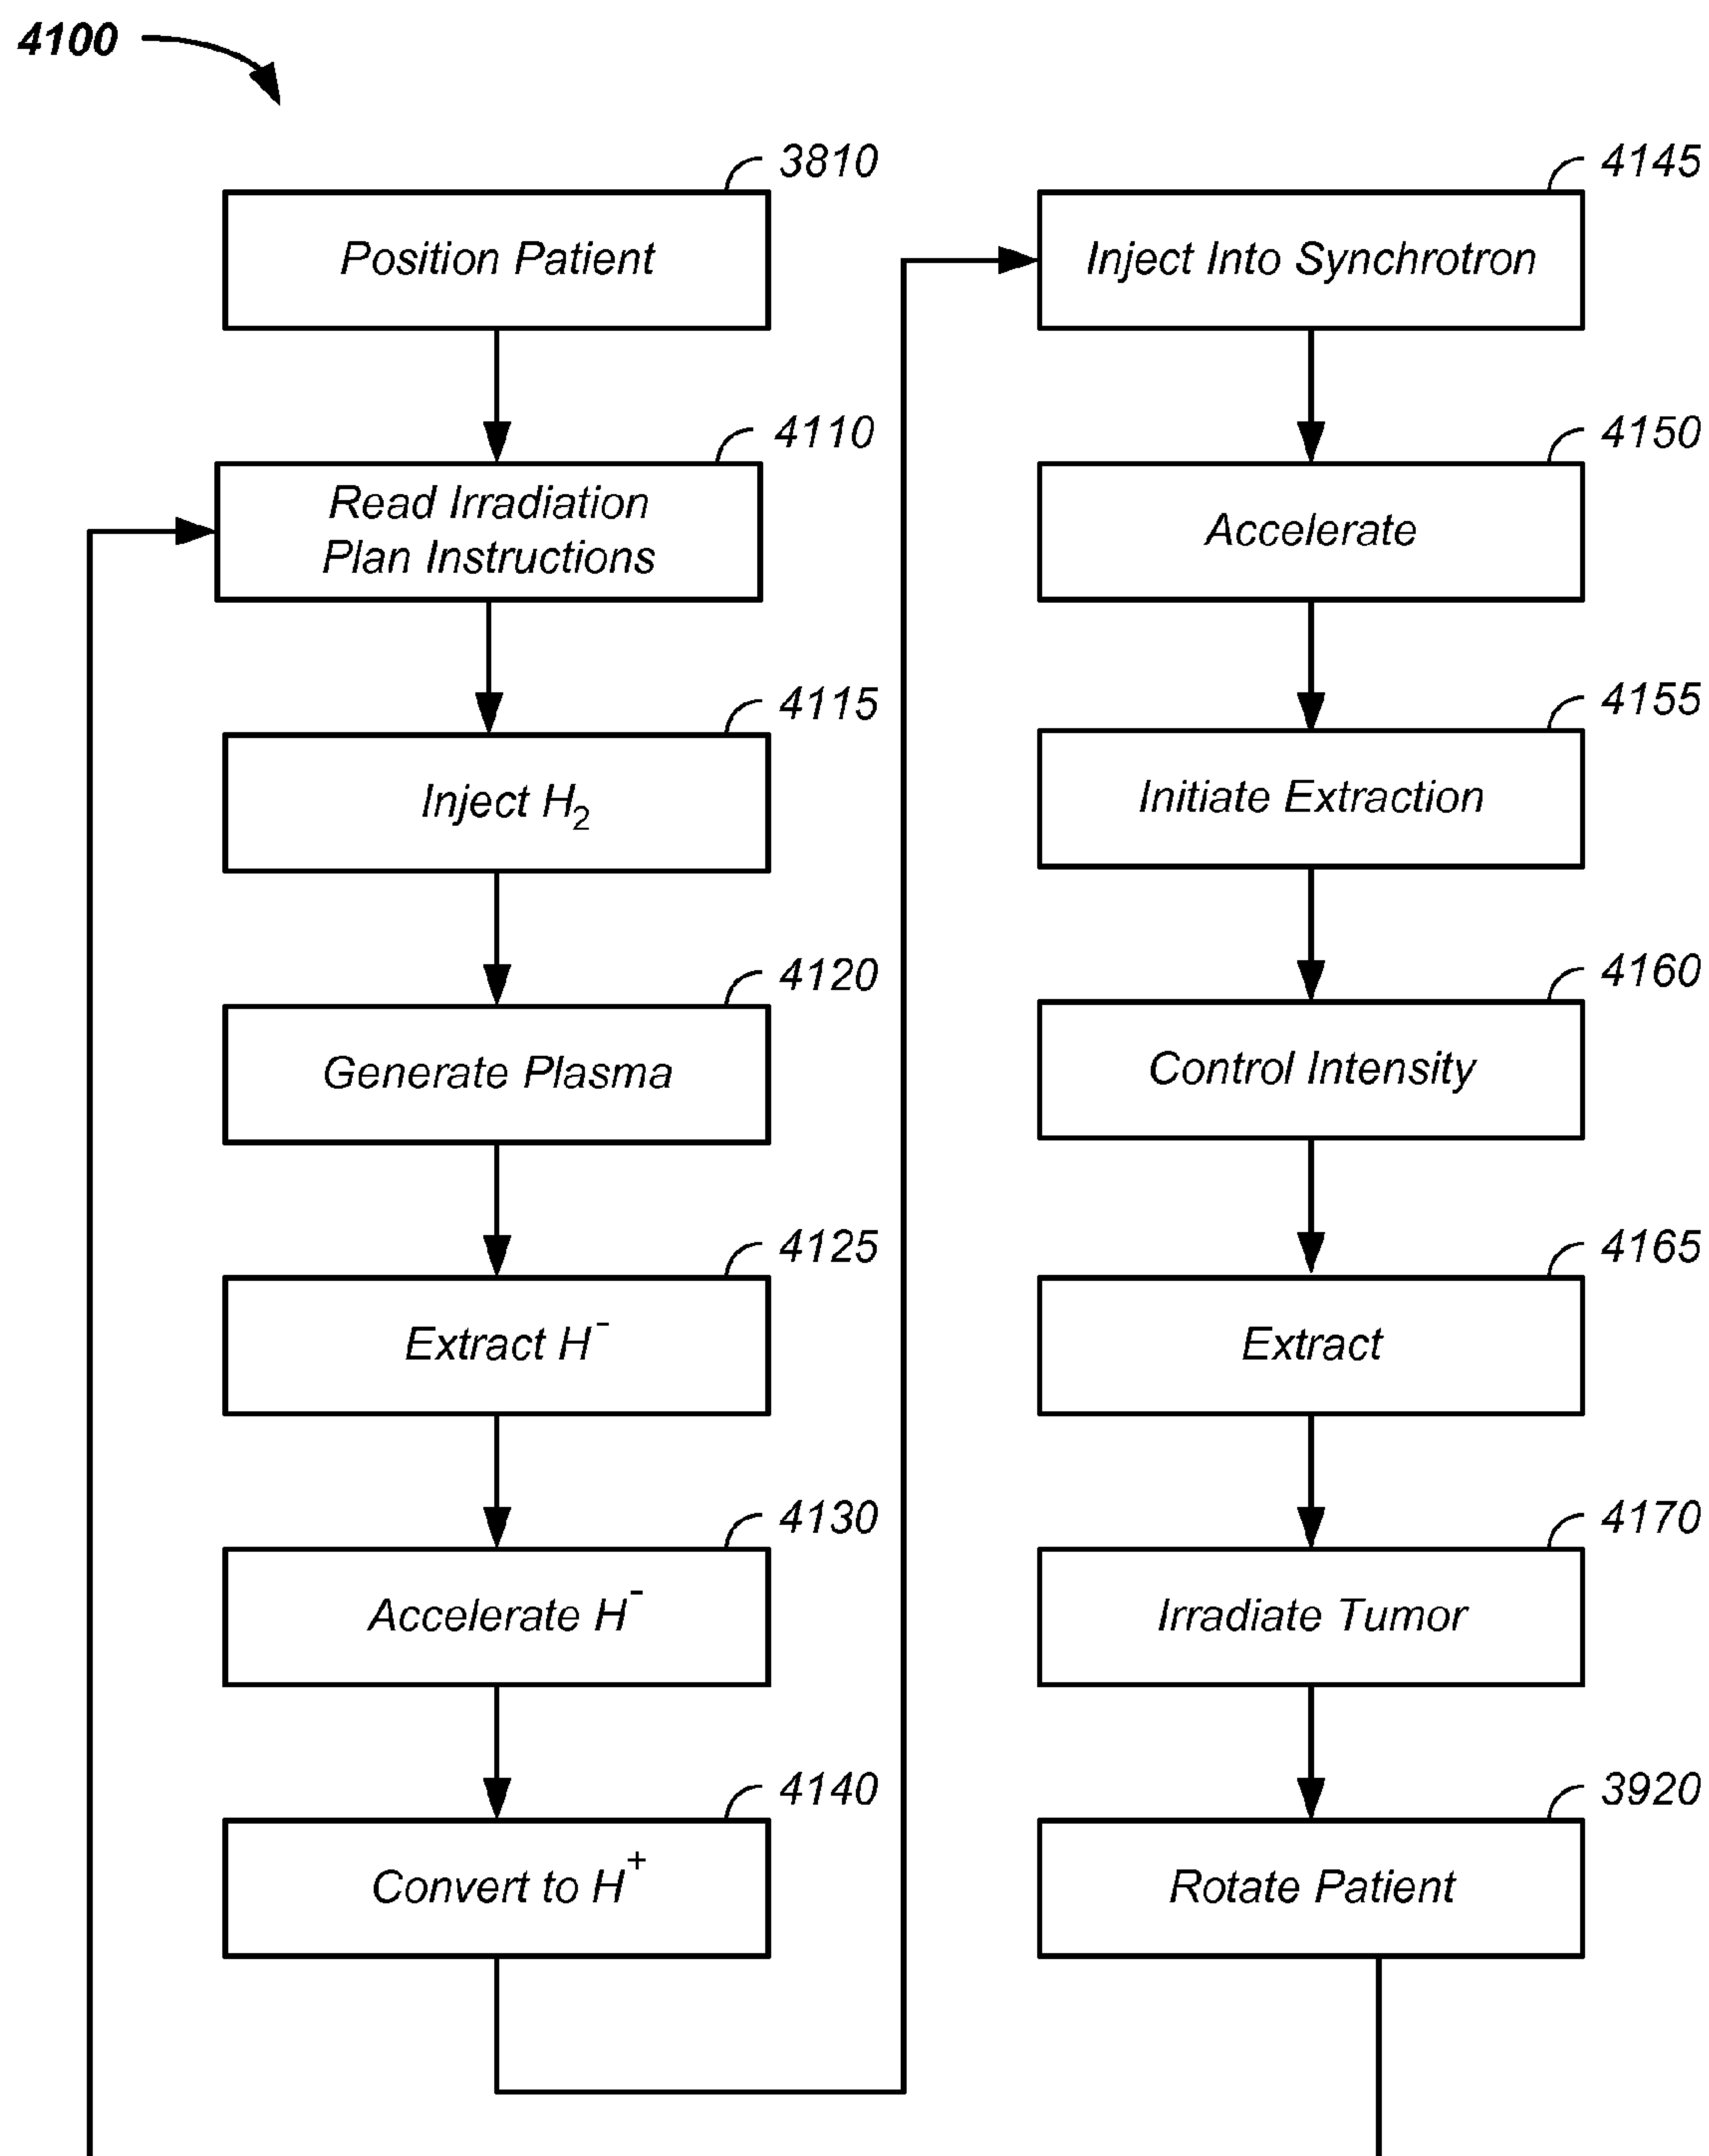 4100
3810
Position Patient
4110
Read Irradiation
Plan Instructions
4115
Inject H₂
4120
Generate Plasma
4125
Extract H⁻
4130
Accelerate H⁻
4140
Convert to H⁺
4145
Inject Into Synchrotron
4150
Accelerate
4155
Initiate Extraction
4160
Control Intensity
4165
Extract
4170
Irradiate Tumor
3920
Rotate Patient